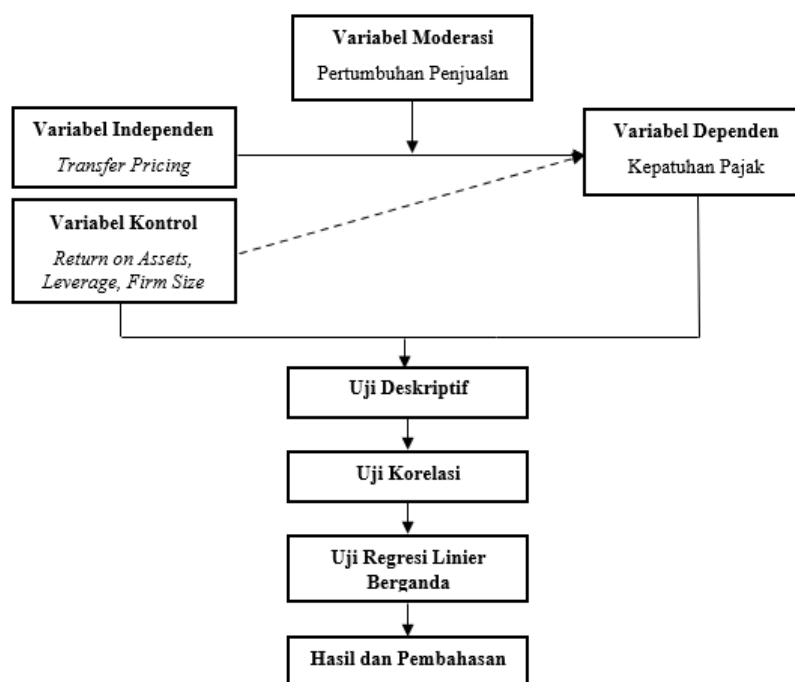 Variabel Moderasi
Pertumbuhan Penjualan
Variabel Independen
Transfer Pricing
Variabel Dependen
Kepatuhan Pajak
Variabel Kontrol
Return on Assets,
Leverage, Firm Size
Uji Deskriptif
Uji Korelasi
Uji Regresi Linier
Berganda
Hasil dan Pembahasan